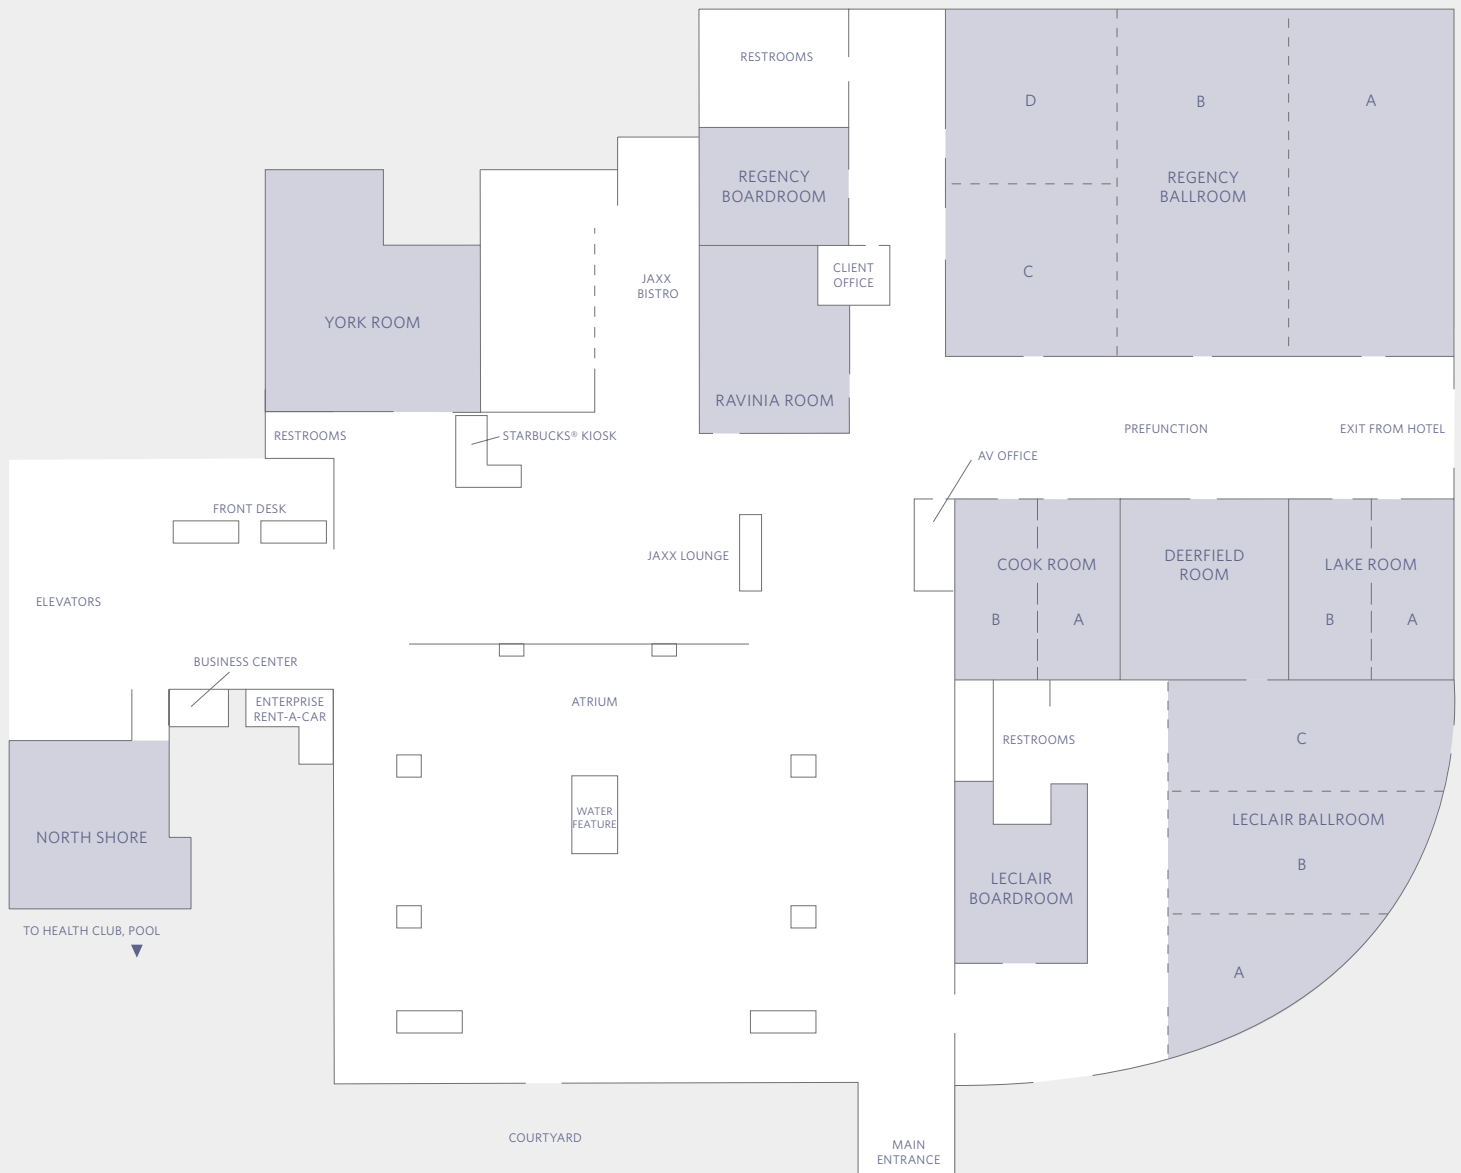 RESTROOMS
D
B
A
REGENCY
BOARDROOM
REGENCY
BALLROOM
CLIENT
OFFICE
C
JAXX
BISTRO
YORK ROOM
RAVINIA ROOM
RESTROOMS
STARBUCKS® KIOSK
PREFUNCTION
EXIT FROM HOTEL
AV OFFICE
FRONT DESK
JAXX LOUNGE
COOK ROOM
DEERFIELD
ROOM
LAKE ROOM
ELEVATORS
B
A
B
A
BUSINESS CENTER
ENTERPRISE
RENT-A-CAR
ATRIUM
RESTROOMS
C
WATER
FEATURE
LECLAIR BALLROOM
NORTH SHORE
B
LECLAIR
BOARDROOM
TO HEALTH CLUB, POOL
A
COURTYARD
MAIN
ENTRANCE